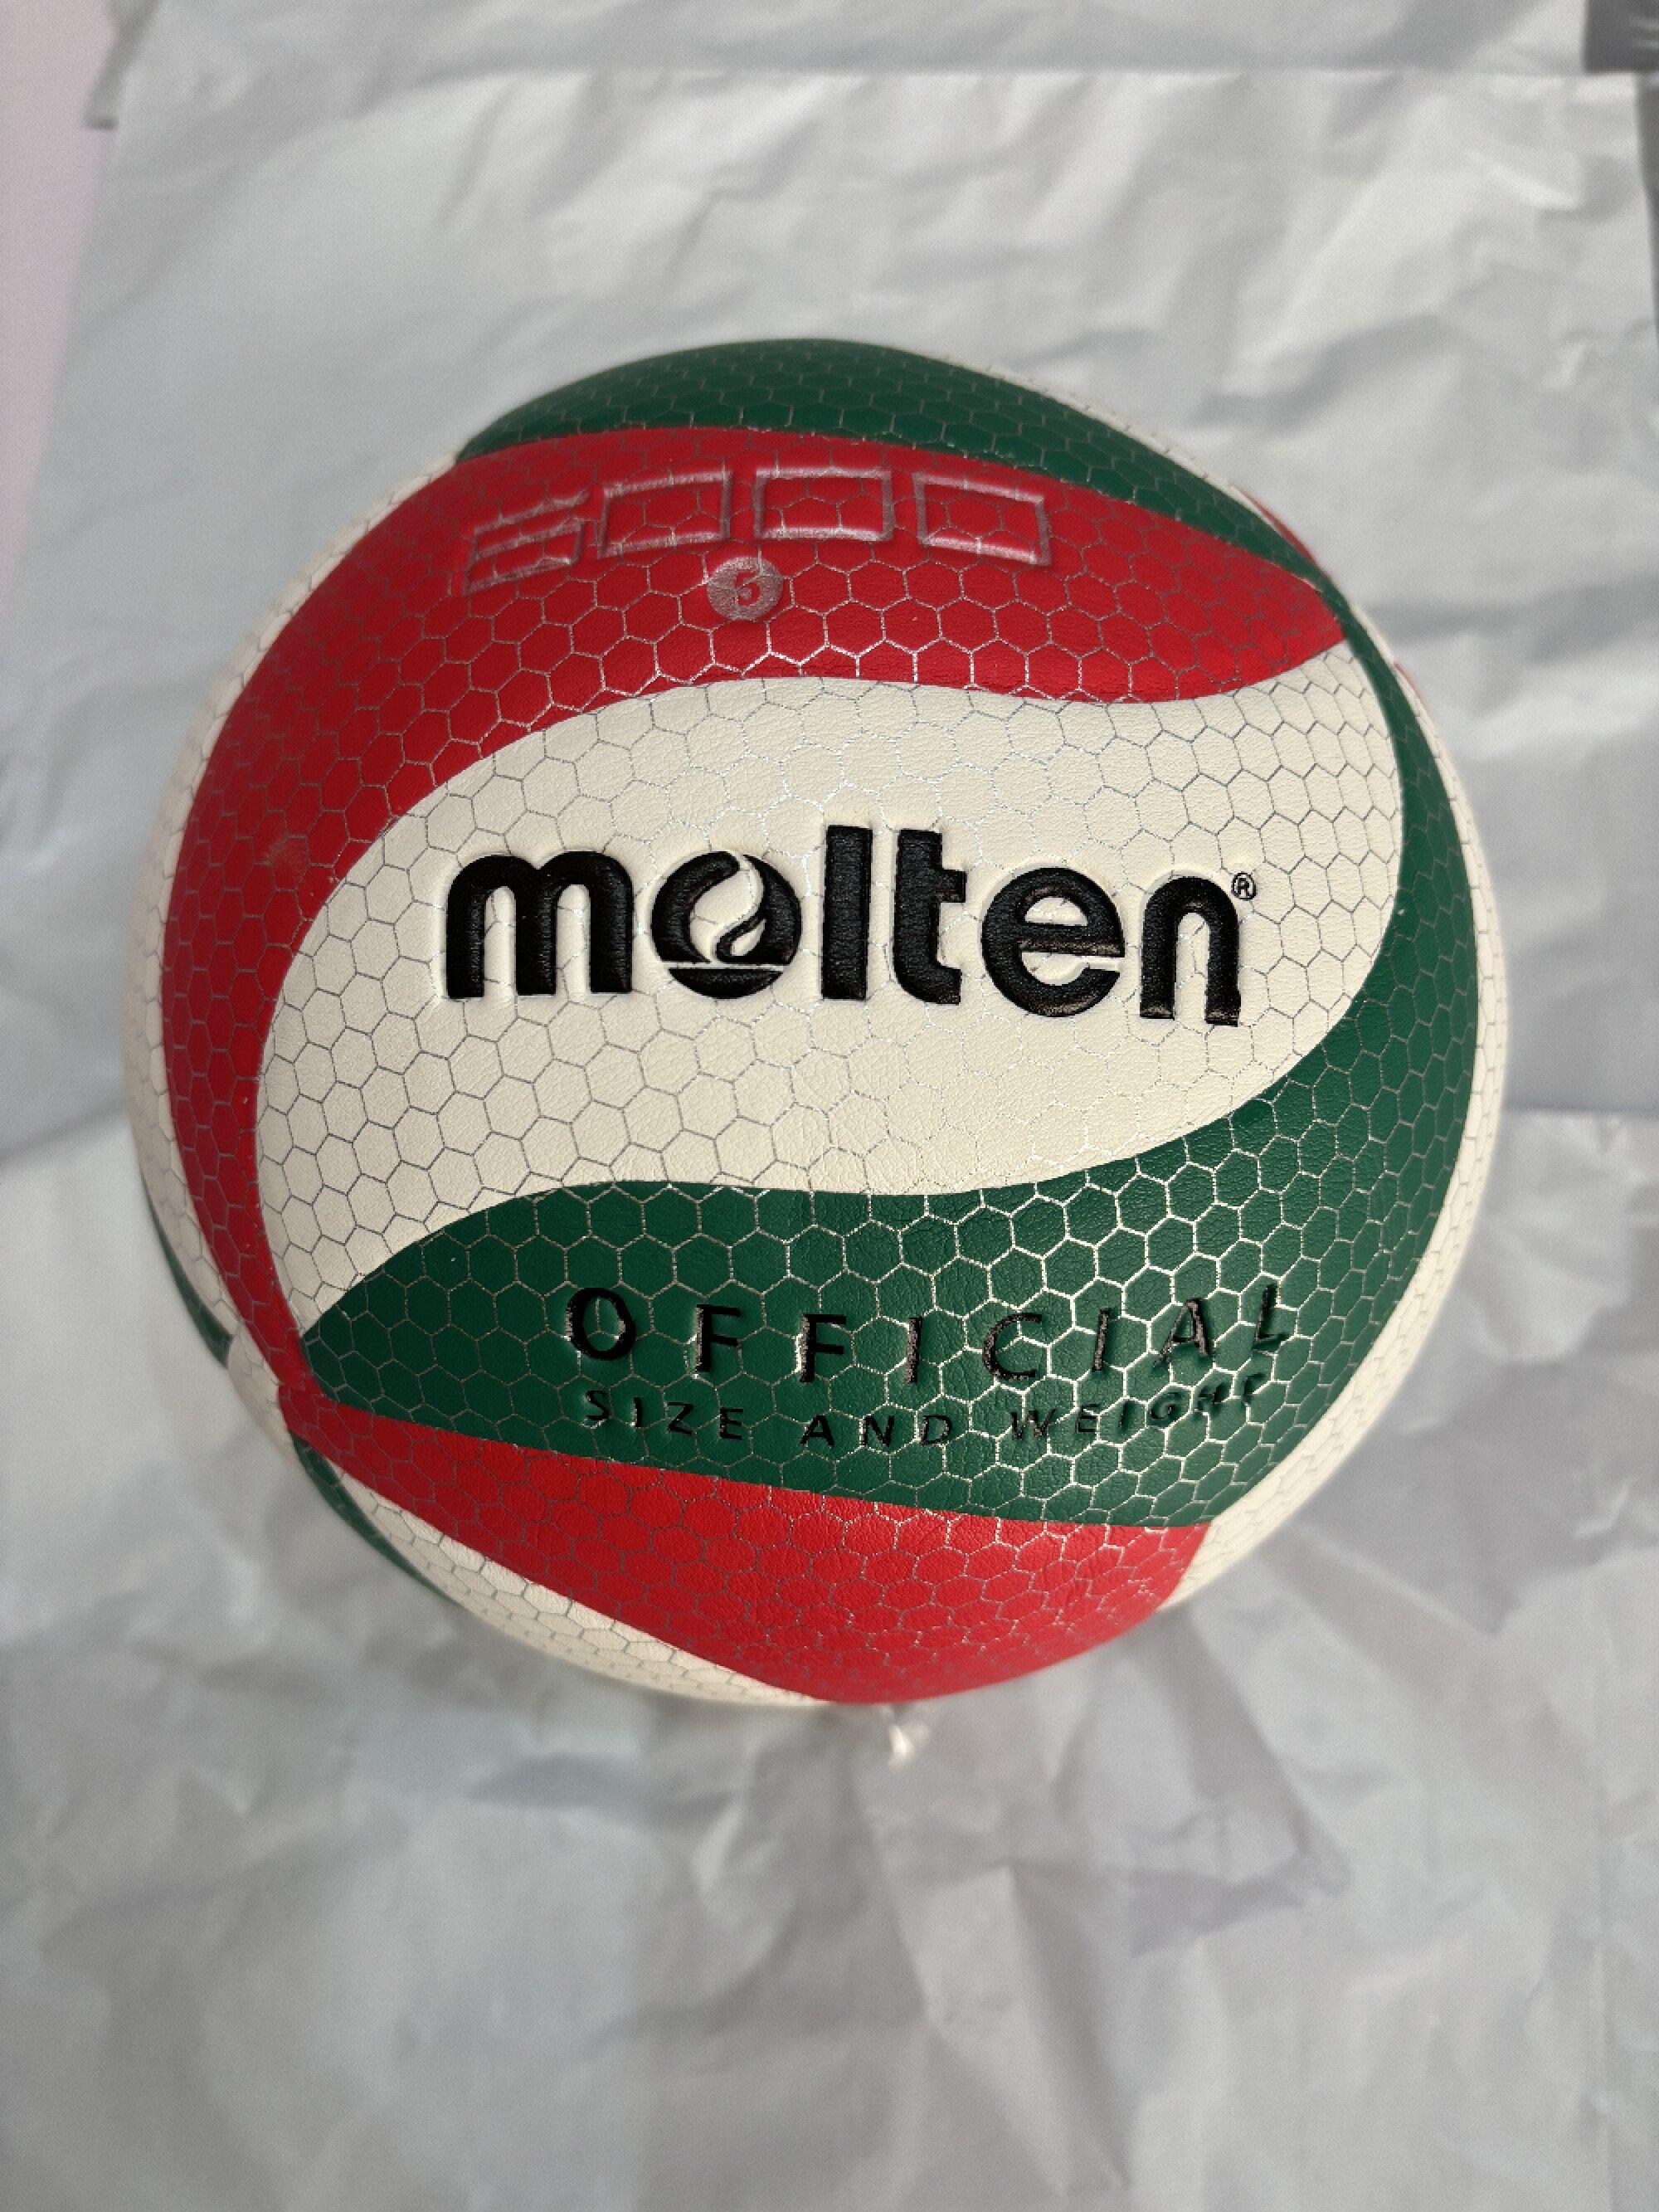 5000
5
molten®
OFFICIAL
SIZE AND WEIGHT